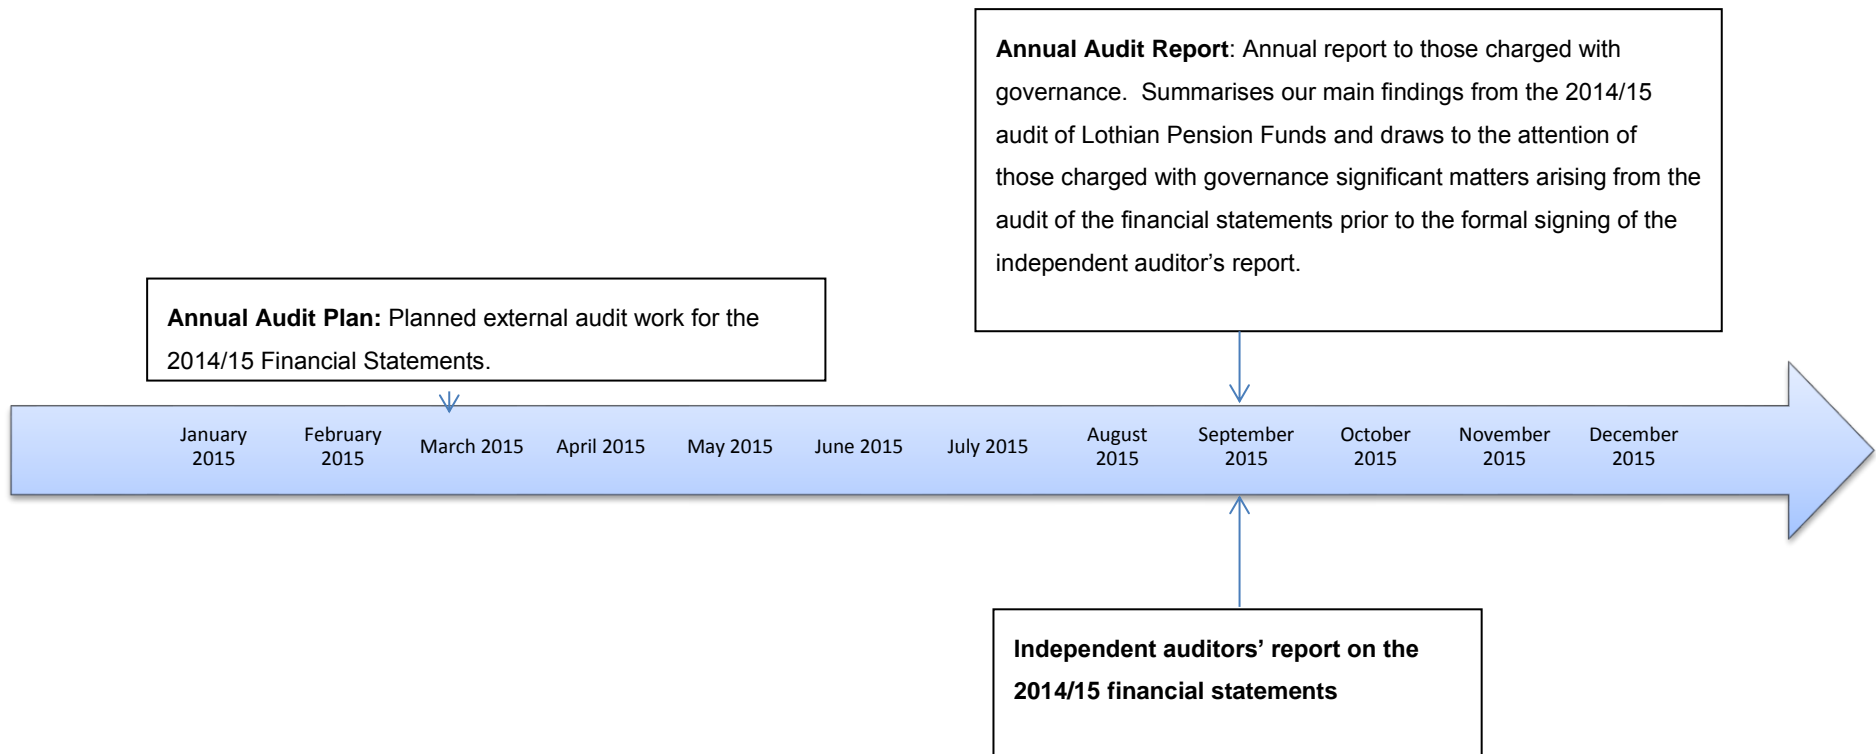 Annual Audit Report: Annual report to those charged with
governance.  Summarises our main findings from the 2014/15
audit of Lothian Pension Funds and draws to the attention of
those charged with governance significant matters arising from the
audit of the financial statements prior to the formal signing of the
independent auditor’s report.
Annual Audit Plan: Planned external audit work for the
2014/15 Financial Statements.
January
2015
February
2015
March 2015
April 2015
May 2015
June 2015
July 2015
August
2015
September
2015
October
2015
November
2015
December
2015
Independent auditors’ report on the
2014/15 financial statements